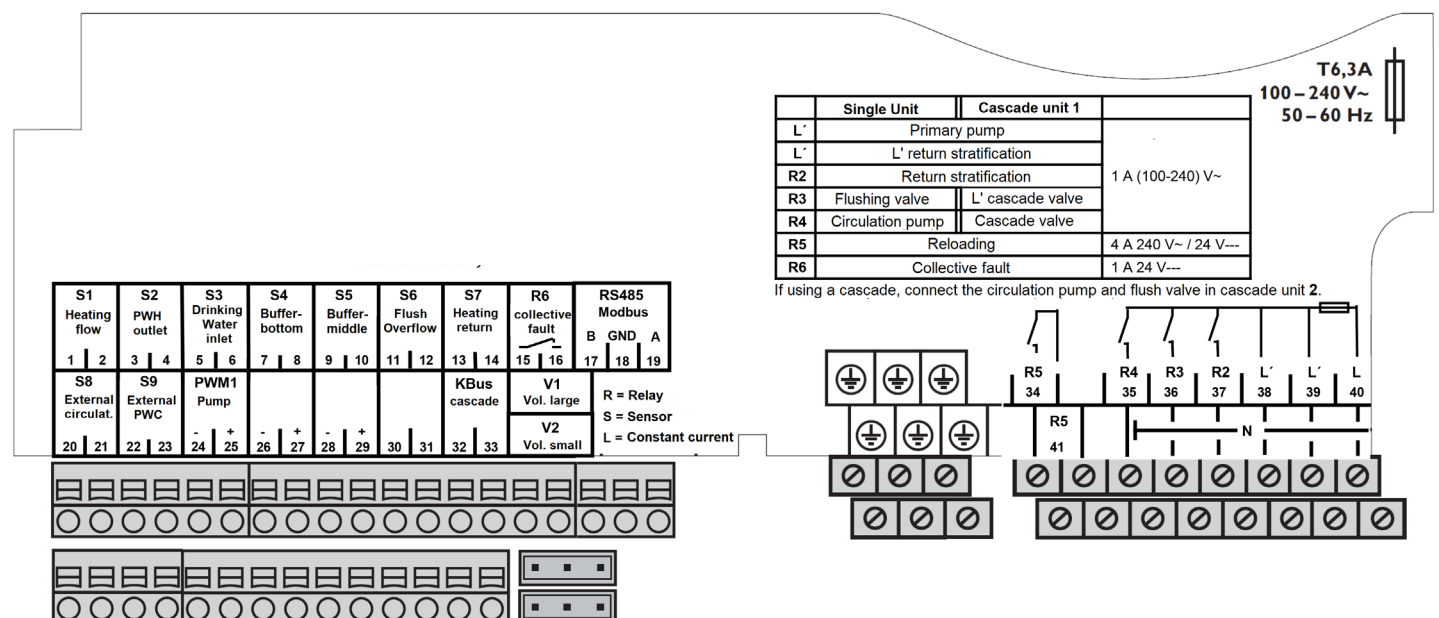 T6,3A
100 – 240 V~
50 – 60 Hz
Single Unit Cascade unit 1
L´ Primary pump
L´ L' return stratification
R2 Return stratification 1 A (100-240) V~
R3 Flushing valve L' cascade valve
R4 Circulation pump Cascade valve
R5 Reloading 4 A 240 V~ / 24 V---
R6 Collective fault 1 A 24 V---
If using a cascade, connect the circulation pump and flush valve in cascade unit 2.
S1 S2 S3 S4 S5 S6 S7 R6 RS485
Heating PWH Drinking Buffer- Buffer- Flush Heating collective Modbus
flow outlet Water bottom middle Overflow return fault
inlet
B GND A
1 2 3 4 5 6 7 8 9 10 11 12 13 14 15 16 17 18 19
S8 S9 PWM1 KBus V1
External External Pump cascade Vol. large
circulat. PWC
V2
Vol. small
- + - + - +
20 21 22 23 24 25 26 27 28 29 30 31 32 33
R = Relay
S = Sensor
L = Constant current
R5 R4 R3 R2 L´ L´ L
34 35 36 37 38 39 40
R5
41
N